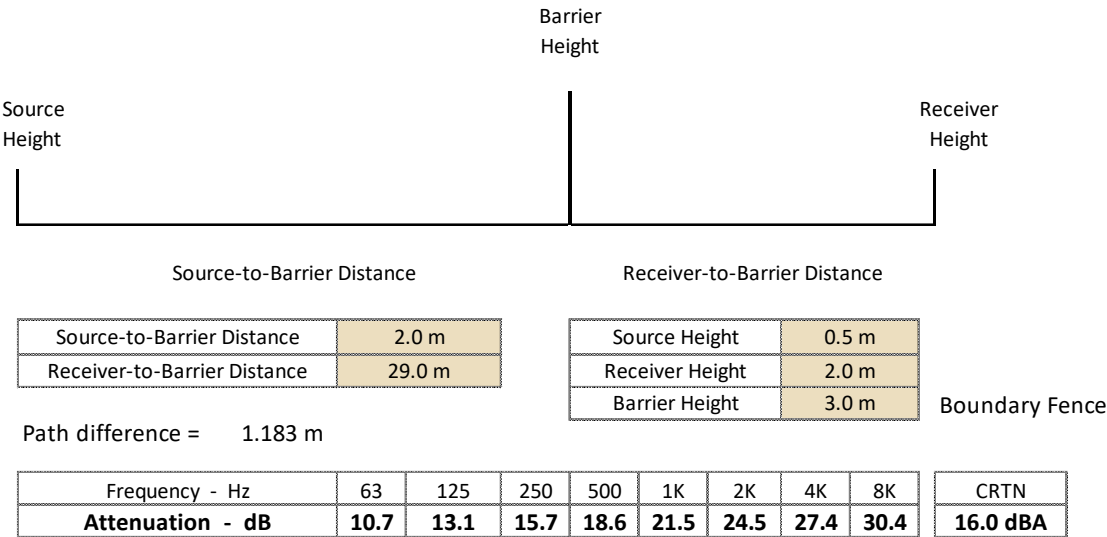 Barrier
Height
Source
Height
Receiver
Height
Source-to-Barrier Distance
Receiver-to-Barrier Distance
Source-to-Barrier Distance 2.0 m
Receiver-to-Barrier Distance 29.0 m
Source Height 0.5 m
Receiver Height 2.0 m
Barrier Height 3.0 m
Boundary Fence
Path difference = 1.183 m
Frequency - Hz 63 125 250 500 1K 2K 4K 8K CRTN
Attenuation - dB 10.7 13.1 15.7 18.6 21.5 24.5 27.4 30.4 16.0 dBA